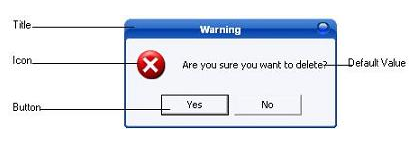 Title
Warning
Icon
Are you sure you want to delete?
Default Value
Button
Yes
No